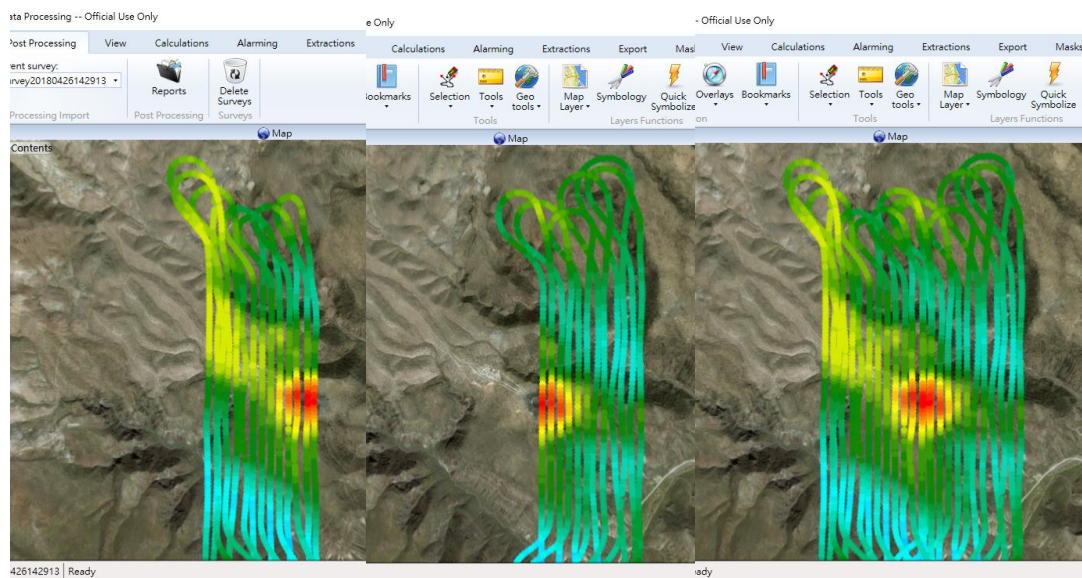 ata Processing -- Official Use Only
Post Processing View Calculations Alarming Extractions
rent survey:
urvey20180426142913
Reports
Delete Surveys
Processing Import Post Processing Surveys
Map
Contents
426142913 Ready
e Only
Calculations Alarming Extractions Export Mas
Bookmarks Selection Tools Geo tools Map Layer Symbology Quick Symbolize
Tools Layers Functions
Map
- Official Use Only
View Calculations Alarming Extractions Export Masks
Overlays Bookmarks Selection Tools Geo tools Map Layer Symbology Quick Symbolize
on Tools Layers Functions
Map
ady